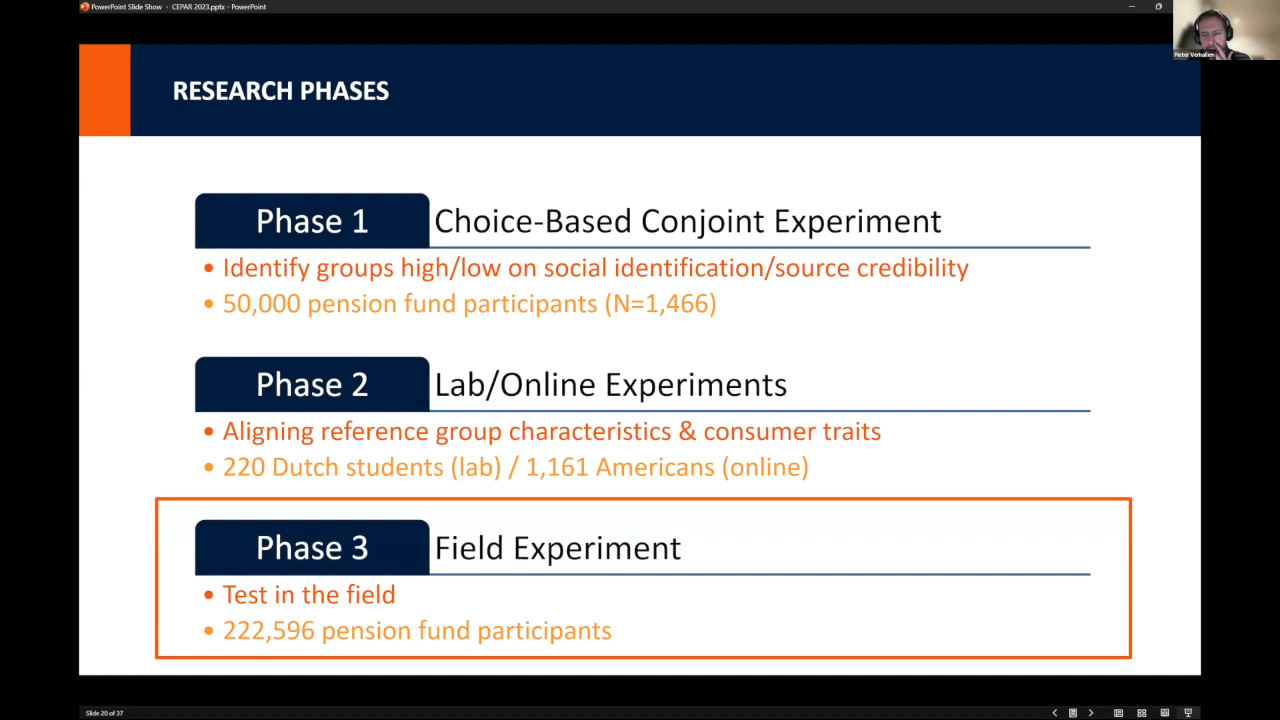 PowerPoint Slide Show - CEPAR 2023.pptx - PowerPoint
Pieter Verhallen
RESEARCH PHASES
Phase 1 Choice-Based Conjoint Experiment
• Identify groups high/low on social identification/source credibility
• 50,000 pension fund participants (N=1,466)
Phase 2 Lab/Online Experiments
• Aligning reference group characteristics & consumer traits
• 220 Dutch students (lab) / 1,161 Americans (online)
Phase 3 Field Experiment
• Test in the field
• 222,596 pension fund participants
Slide 20 of 37